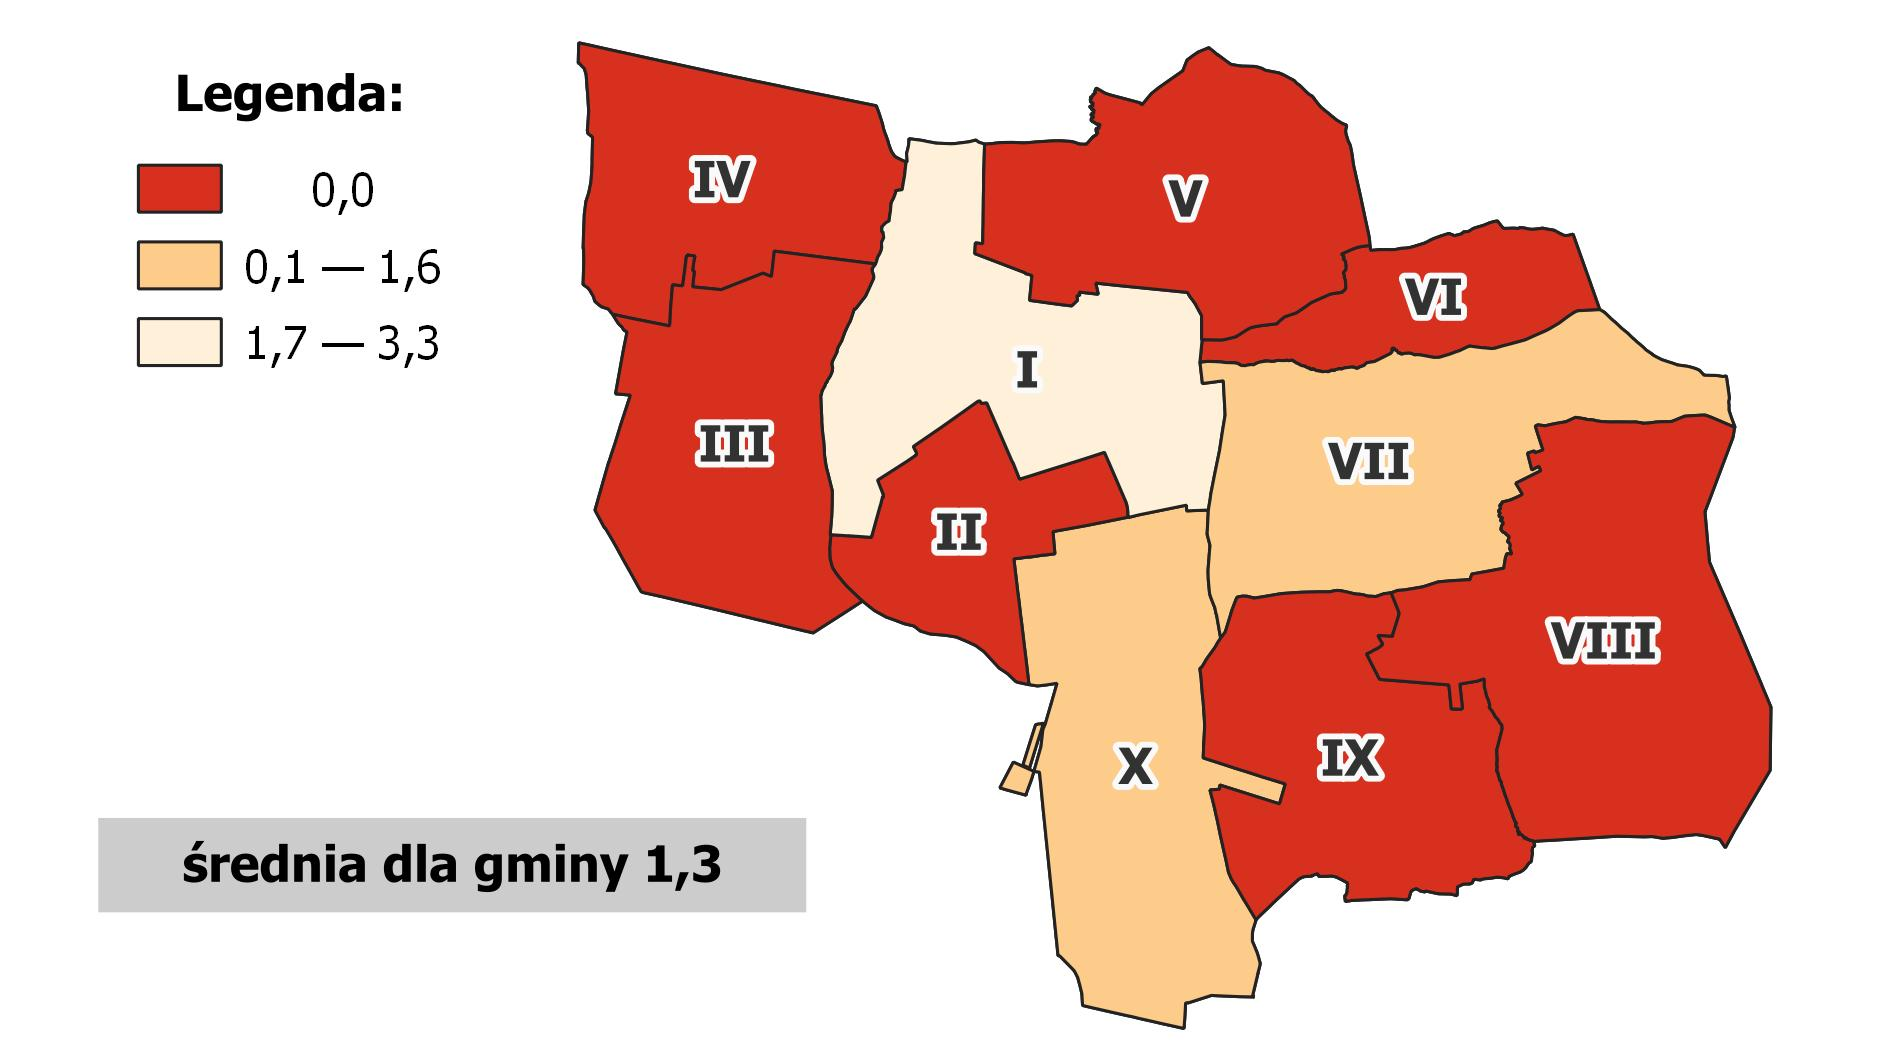 Legenda:
0,0
0,1 — 1,6
1,7 — 3,3
IV
V
VI
I
III
VII
II
VIII
IX
X
średnia dla gminy 1,3